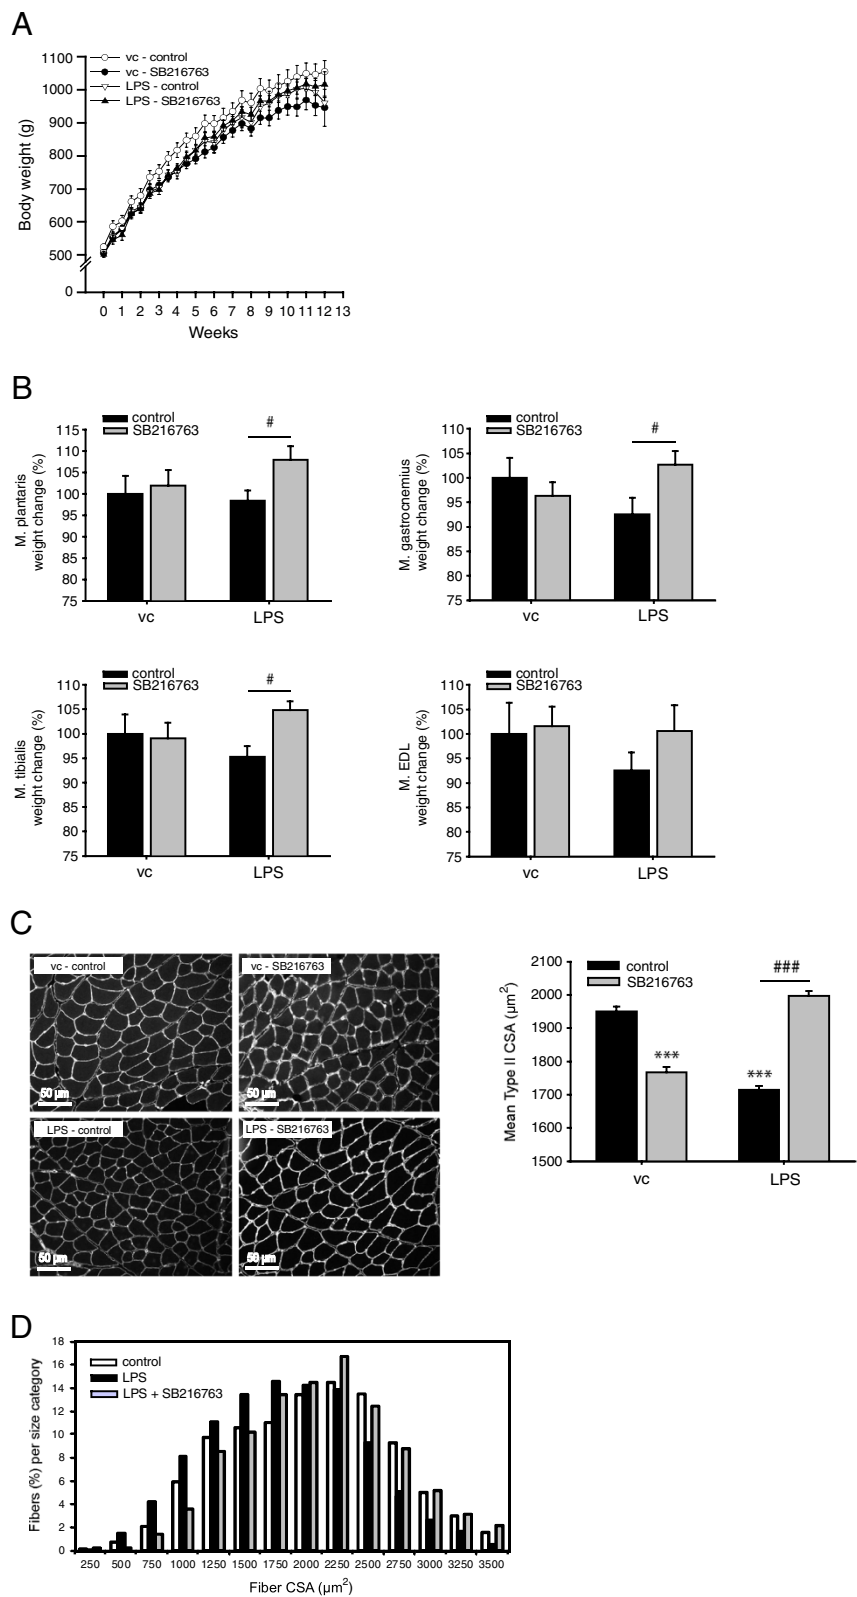 A
vc - control
vc - SB216763
LPS - control
LPS - SB216763
1100
1000
900
800
700
600
500
0
Body weight (g)
0 1 2 3 4 5 6 7 8 9 10 11 12 13
Weeks
B
control
SB216763
#
115
110
105
100
95
90
85
80
75
M. plantaris
weight change (%)
vc LPS
control
SB216763
#
110
105
100
95
90
85
80
75
M. gastrocnemius
weight change (%)
vc LPS
control
SB216763
#
110
105
100
95
90
85
80
75
M. tibialis
weight change (%)
vc LPS
control
SB216763
110
105
100
95
90
85
80
75
M. EDL
weight change (%)
vc LPS
C
vc - control
50 µm
vc - SB216763
50 µm
LPS - control
50 µm
LPS - SB216763
50 µm
control
SB216763
###
***
***
2100
2000
1900
1800
1700
1600
1500
Mean Type II CSA (µm2)
vc LPS
D
control
LPS
LPS + SB216763
18
16
14
12
10
8
6
4
2
0
Fibers (%) per size category
250 500 750 1000 1250 1500 1750 2000 2250 2500 2750 3000 3250 3500
Fiber CSA (µm2)